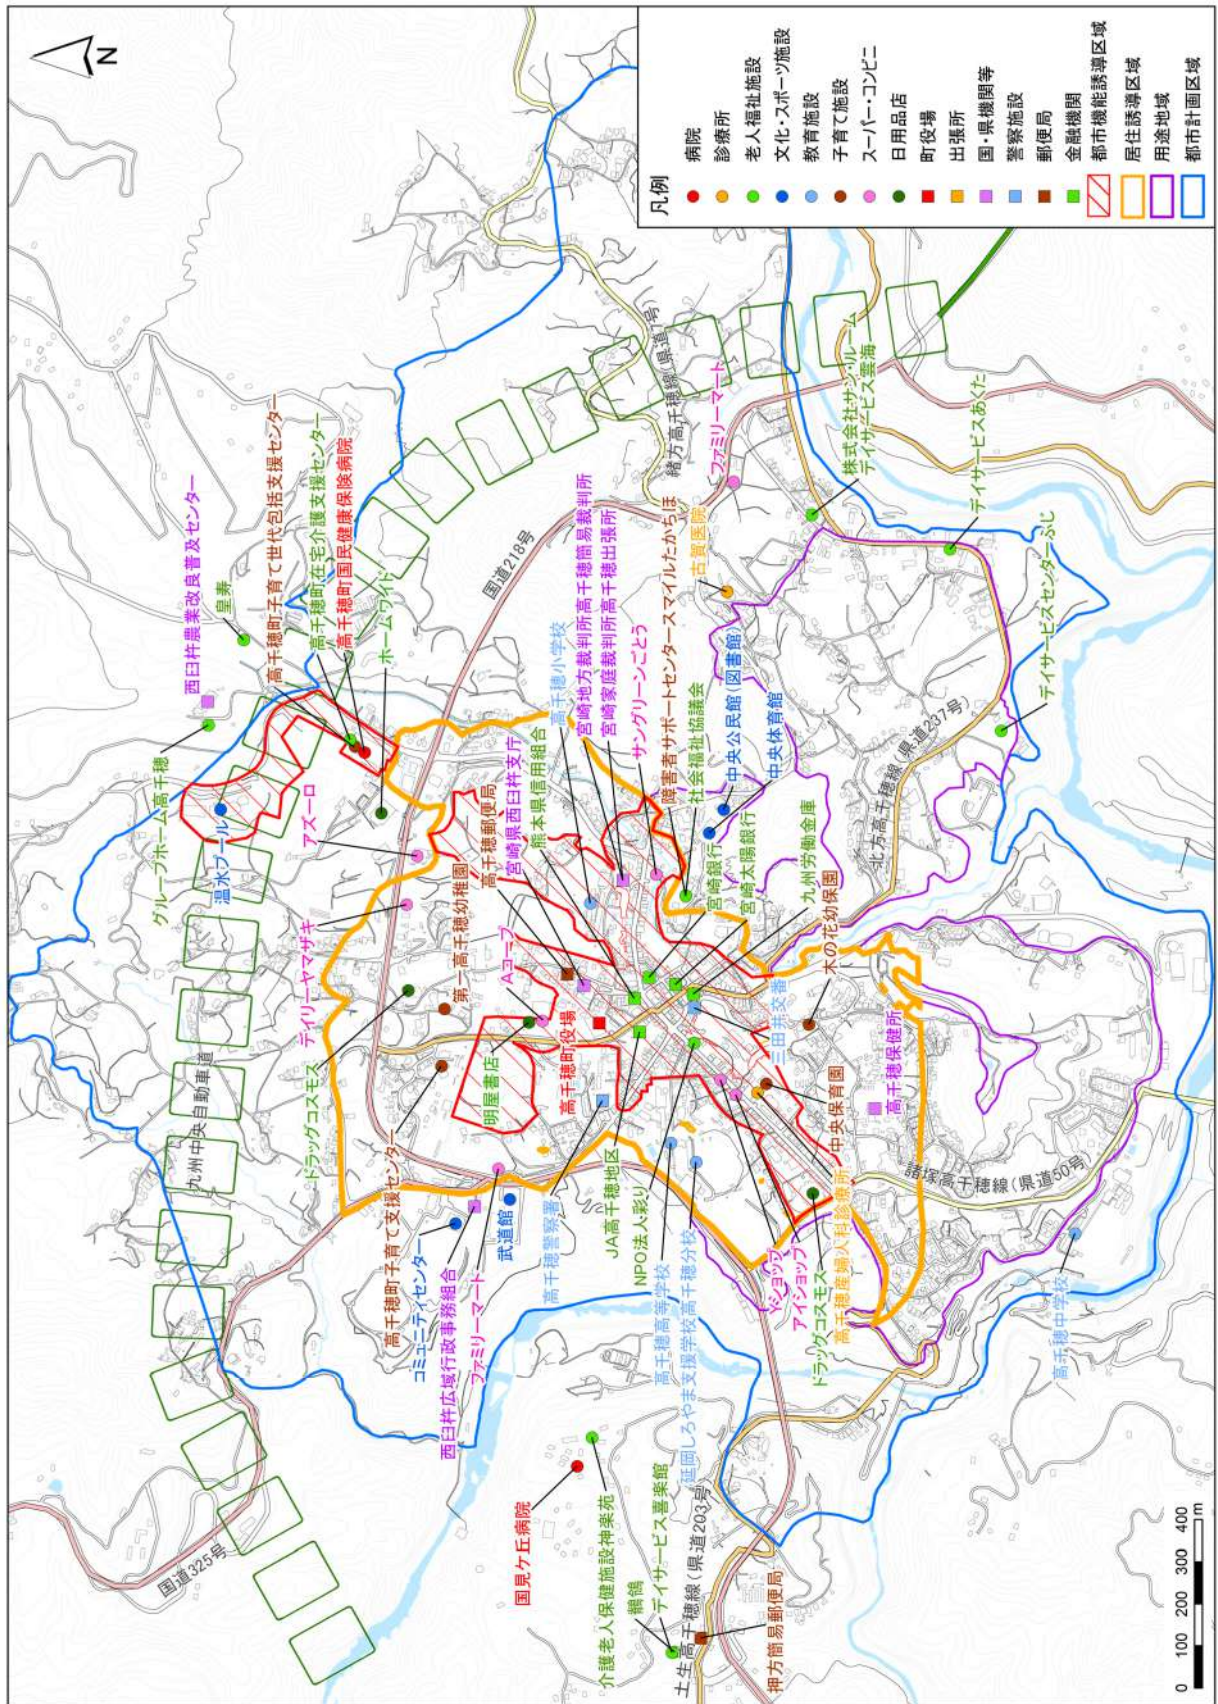 N
凡例
病院
診療所
老人福祉施設
文化・スポーツ施設
教育施設
子育て施設
スーパー・コンビニ
日用品店
町役場
出張所
国・県機関等
警察施設
郵便局
金融機関
都市機能誘導区域
居住誘導区域
用途地域
都市計画区域
西臼杵農業改良普及センター
皇寿
グループホーム高千穂
温水プール
高千穂町子育て世代包括支援センター
高千穂町在宅介護支援センター
高千穂町国民健康保険病院
ホームワイド
アズーロ
デイリーヤマザキ
九州中央自動車道
ドラッグコスモス
国道218号
国道325号
緒方高千穂線(県道7号)
ファミリーマート
第一高千穂幼稚園
高千穂郵便局
宮崎県西臼杵支庁
熊本県信用組合
高千穂小学校
宮崎地方裁判所高千穂簡易裁判所
宮崎家庭裁判所高千穂出張所
サングリーンごとう
障害者サポートセンタースマイルたかちほ
社会福祉協議会
古賀医院
中央公民館(図書館)
中央体育館
株式会社サン・ルーム
デイサービス雲海
デイサービスあくた
デイサービスセンターふじ
北方高千穂線(県道237号)
Aコープ
明屋書店
高千穂町役場
宮崎銀行
宮崎太陽銀行
九州労働金庫
木の花幼保園
三田井交番
高千穂町子育て支援センター
コミュニティセンター
西臼杵広域行政事務組合
ファミリーマート
武道館
高千穂警察署
JA高千穂地区
NPO法人彩り
高千穂高等学校
延岡しろやま支援学校高千穂分校
Yショップ
アイショップ
ドラッグコスモス
高千穂産婦人科診療所
中央保育園
高千穂保健所
諸塚高千穂線(県道50号)
高千穂中学校
国見ケ丘病院
介護老人保健施設神楽苑
鶺鴒
デイサービス喜楽館
土生高千穂線(県道203号)
押方簡易郵便局
0 100 200 300 400
m